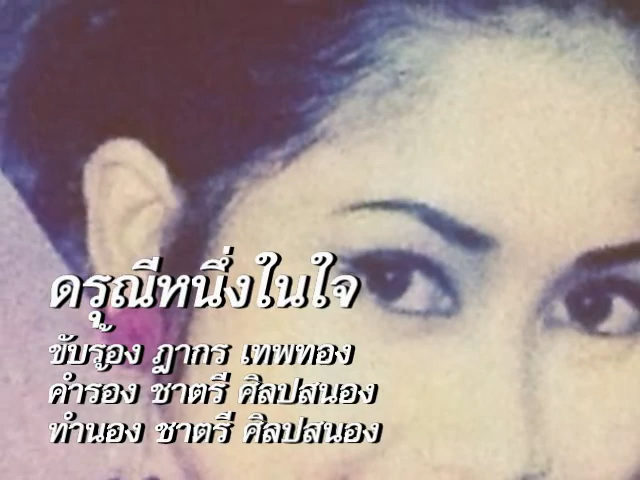 ดรุณีหนึ่งในใจ
ขับร้อง ฎากร เทพทอง
คำร้อง ชาตรี ศิลปสนอง
ทำนอง ชาตรี ศิลปสนอง